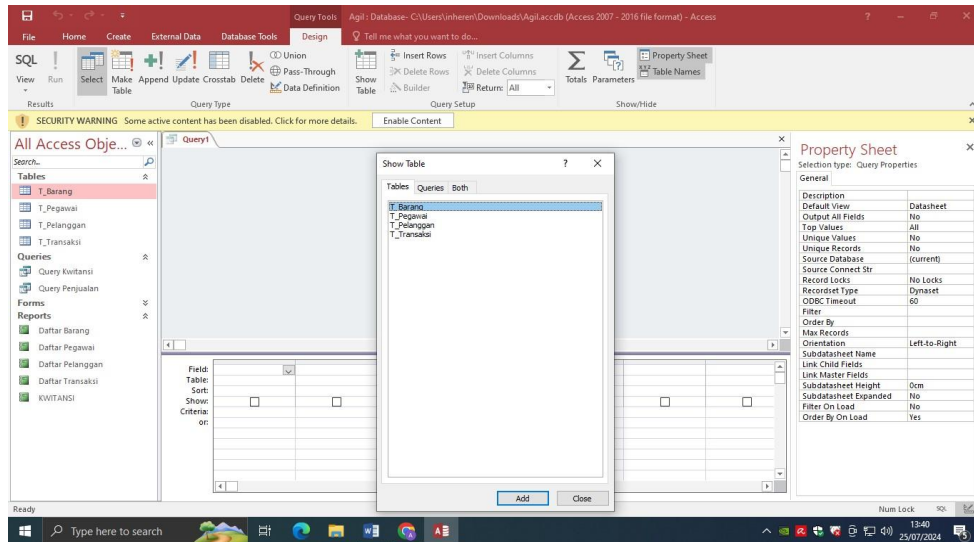 Query Tools
Agil : Database- C:\Users\inheren\Downloads\Agil.accdb (Access 2007 - 2016 file format) - Access
File Home Create External Data Database Tools Design Tell me what you want to do...
SQL
View
Run
Results
Select
Make Table
Append
Update
Crosstab
Delete
Union
Pass-Through
Data Definition
Query Type
Show Table
Insert Rows
Delete Rows
Builder
Insert Columns
Delete Columns
Return: All
Query Setup
Totals
Parameters
Property Sheet
Table Names
Show/Hide
SECURITY WARNING Some active content has been disabled. Click for more details. Enable Content
All Access Obje...
Search...
Tables
T_Barang
T_Pegawai
T_Pelanggan
T_Transaksi
Queries
Query Kwitansi
Query Penjualan
Forms
Reports
Daftar Barang
Daftar Pegawai
Daftar Pelanggan
Daftar Transaksi
KWITANSI
Query1
Field:
Table:
Sort:
Show:
Criteria:
or:
Show Table ?
Tables Queries Both
T_Barang
T_Pegawai
T_Pelanggan
T_Transaksi
Add Close
Property Sheet
Selection type: Query Properties
General
Description
Default View Datasheet
Output All Fields No
Top Values All
Unique Values No
Unique Records No
Source Database (current)
Source Connect Str
Record Locks No Locks
Recordset Type Dynaset
ODBC Timeout 60
Filter
Order By
Max Records
Orientation Left-to-Right
Subdatasheet Name
Link Child Fields
Link Master Fields
Subdatasheet Height 0cm
Subdatasheet Expanded No
Filter On Load No
Order By On Load Yes
Ready
Num Lock SQL
Type here to search
13:40
25/07/2024